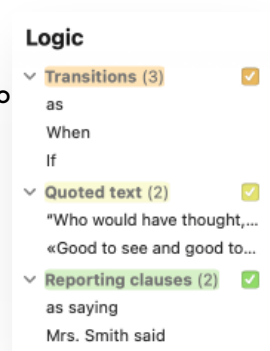 Logic
Transitions (3)
as
When
If
Quoted text (2)
“Who would have thought,...
«Good to see and good to...
Reporting clauses (2)
as saying
Mrs. Smith said